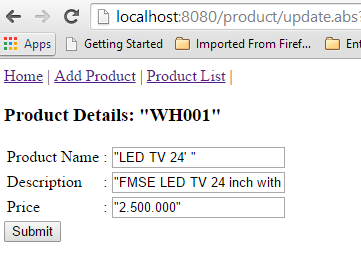 localhost:8080/product/update.abs?
Apps Getting Started Imported From Firef... Ent
Home | Add Product | Product List |
Product Details: "WH001"
Product Name : "LED TV 24' "
Description : "FMSE LED TV 24 inch with
Price : "2.500.000"
Submit